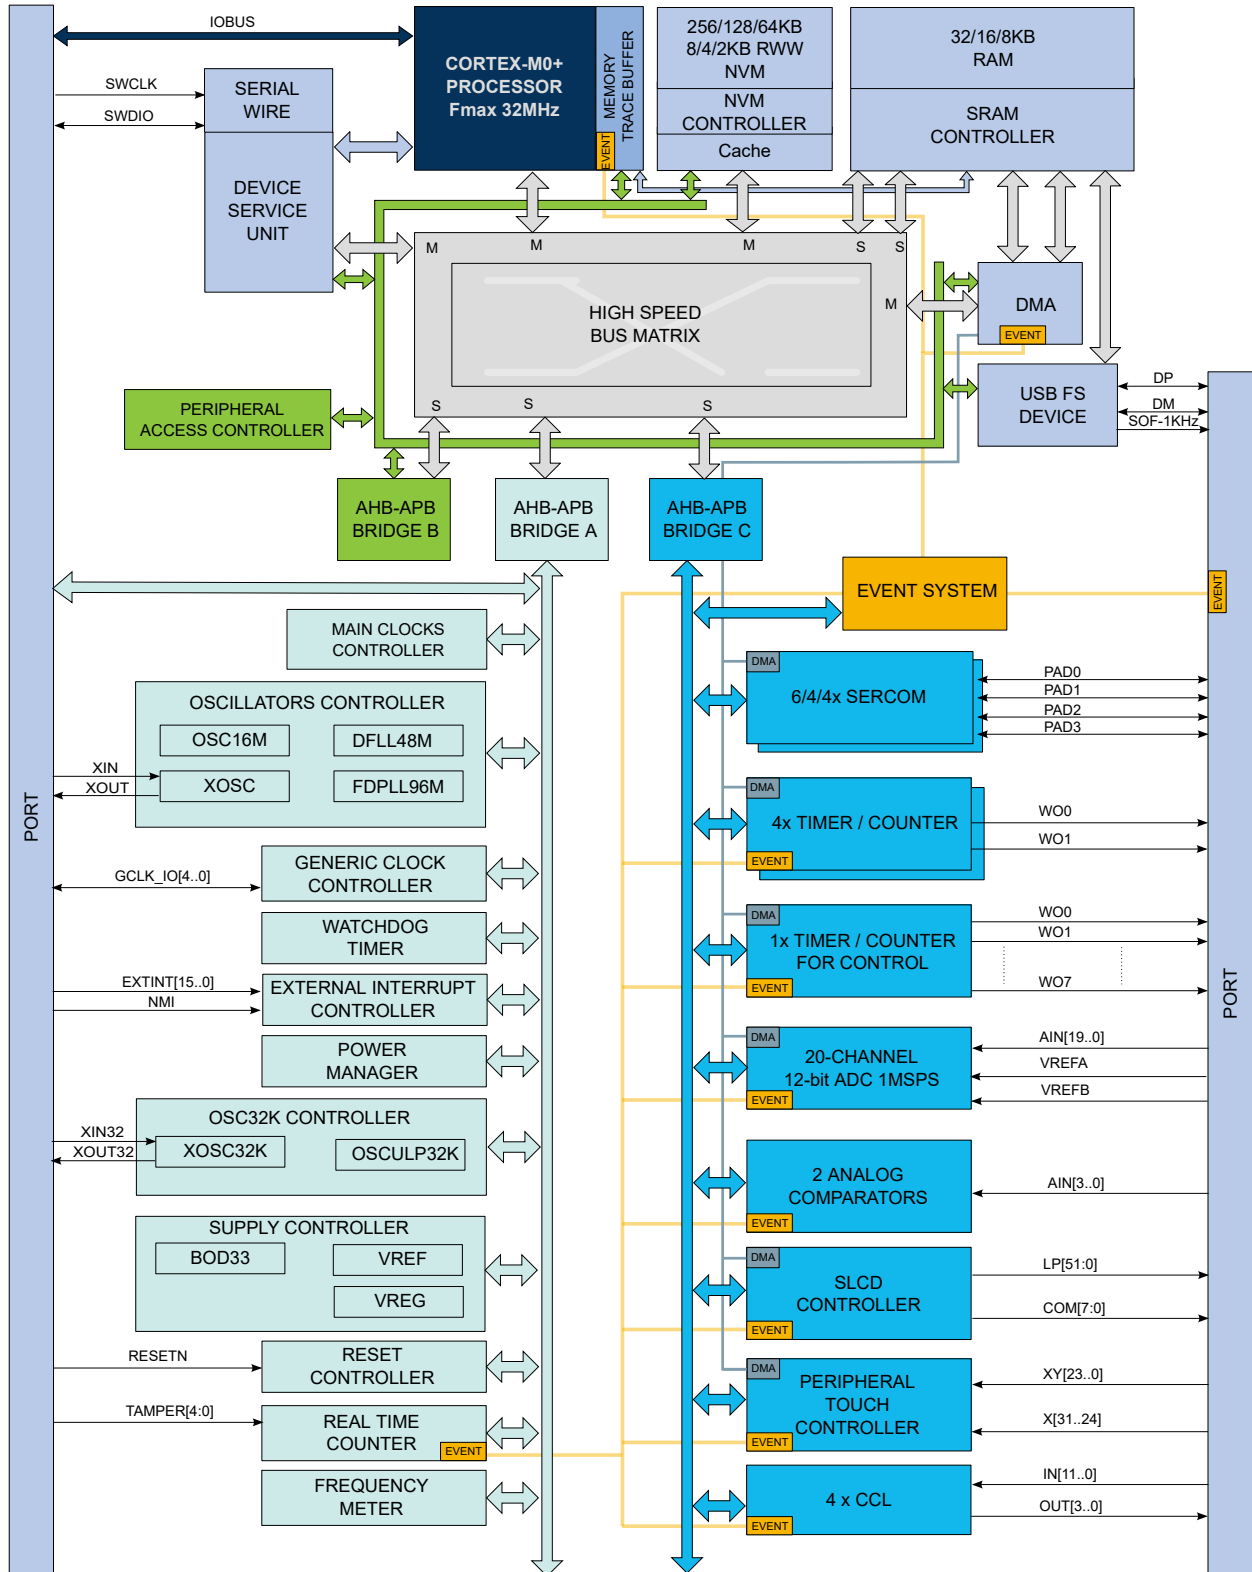 IOBUS
SWCLK
SWDIO
SERIAL
WIRE
DEVICE
SERVICE
UNIT
CORTEX-M0+
PROCESSOR
Fmax 32MHz
MEMORY
TRACE BUFFER
EVENT
256/128/64KB
8/4/2KB RWW
NVM
NVM
CONTROLLER
Cache
32/16/8KB
RAM
SRAM
CONTROLLER
M
M
M
S
S
M
HIGH SPEED
BUS MATRIX
S
S
S
DMA
EVENT
USB FS
DEVICE
DP
DM
SOF-1KHz
PERIPHERAL
ACCESS CONTROLLER
AHB-APB
BRIDGE B
AHB-APB
BRIDGE A
AHB-APB
BRIDGE C
EVENT SYSTEM
EVENT
PORT
PORT
MAIN CLOCKS
CONTROLLER
OSCILLATORS CONTROLLER
OSC16M
DFLL48M
XOSC
FDPLL96M
XIN
XOUT
GENERIC CLOCK
CONTROLLER
GCLK_IO[4..0]
WATCHDOG
TIMER
EXTINT[15..0]
NMI
EXTERNAL INTERRUPT
CONTROLLER
POWER
MANAGER
OSC32K CONTROLLER
XOSC32K
OSCULP32K
XIN32
XOUT32
SUPPLY CONTROLLER
BOD33
VREF
VREG
RESETN
RESET
CONTROLLER
TAMPER[4:0]
REAL TIME
COUNTER
EVENT
FREQUENCY
METER
DMA
6/4/4x SERCOM
PAD0
PAD1
PAD2
PAD3
DMA
4x TIMER / COUNTER
EVENT
WO0
WO1
DMA
1x TIMER / COUNTER
FOR CONTROL
EVENT
WO0
WO1
WO7
DMA
20-CHANNEL
12-bit ADC 1MSPS
EVENT
AIN[19..0]
VREFA
VREFB
2 ANALOG
COMPARATORS
EVENT
AIN[3..0]
DMA
SLCD
CONTROLLER
EVENT
LP[51:0]
COM[7:0]
DMA
PERIPHERAL
TOUCH
CONTROLLER
EVENT
XY[23..0]
X[31..24]
4 x CCL
EVENT
IN[11..0]
OUT[3..0]